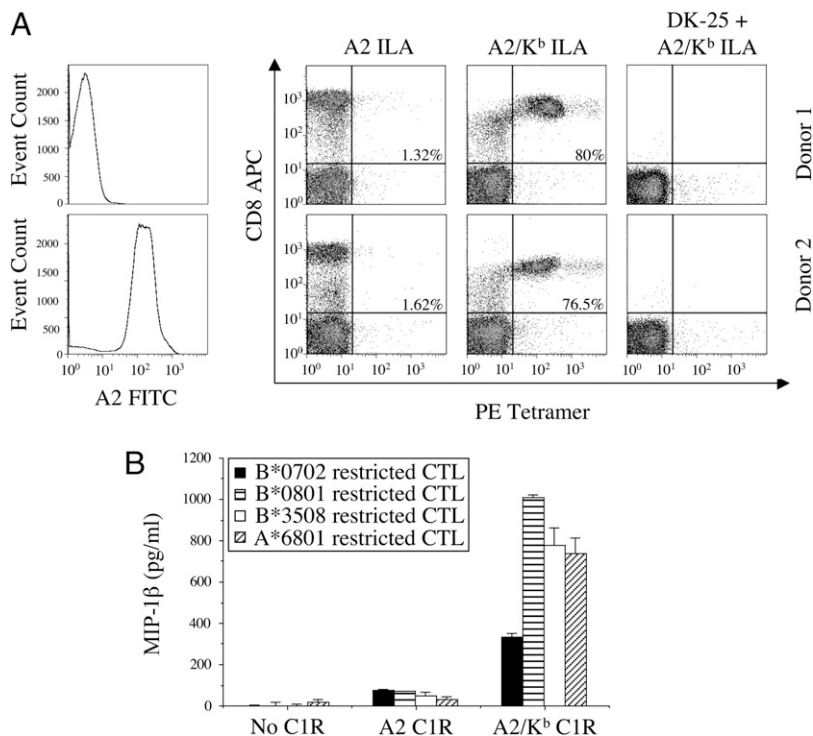 A
A2 ILA
A2/Kᵇ ILA
DK-25 +
A2/Kᵇ ILA
Event Count
2000
1500
1000
500
0
CD8 APC
10³
10²
10¹
10⁰
1.32%
80%
Donor 1
Event Count
2000
1500
1000
500
0
10⁰ 10¹ 10² 10³
A2 FITC
10³
10²
10¹
10⁰
1.62%
76.5%
Donor 2
10⁰ 10¹ 10² 10³
10⁰ 10¹ 10² 10³
10⁰ 10¹ 10² 10³
PE Tetramer
B
MIP-1β (pg/ml)
1200
1000
800
600
400
200
0
B*0702 restricted CTL
B*0801 restricted CTL
B*3508 restricted CTL
A*6801 restricted CTL
No C1R
A2 C1R
A2/Kᵇ C1R